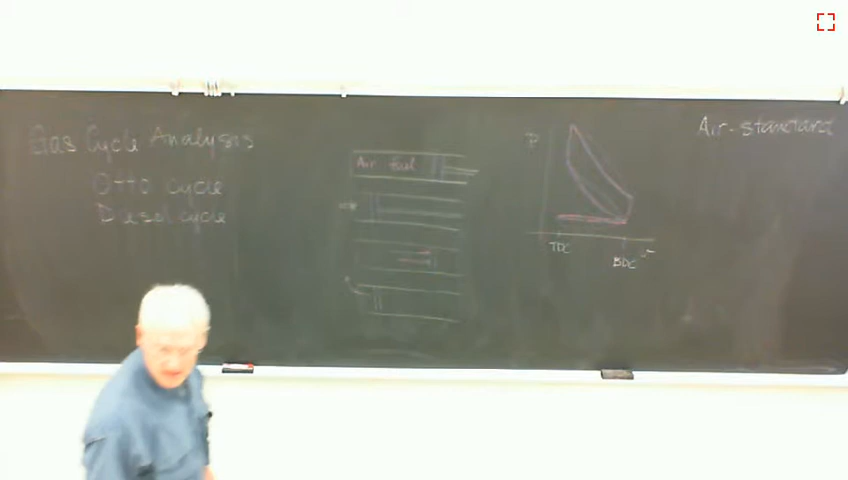 Gas Cycle Analysis
Otto cycle
Diesel cycle
Air fuel
P
TDC
BDC
v
Air-standard